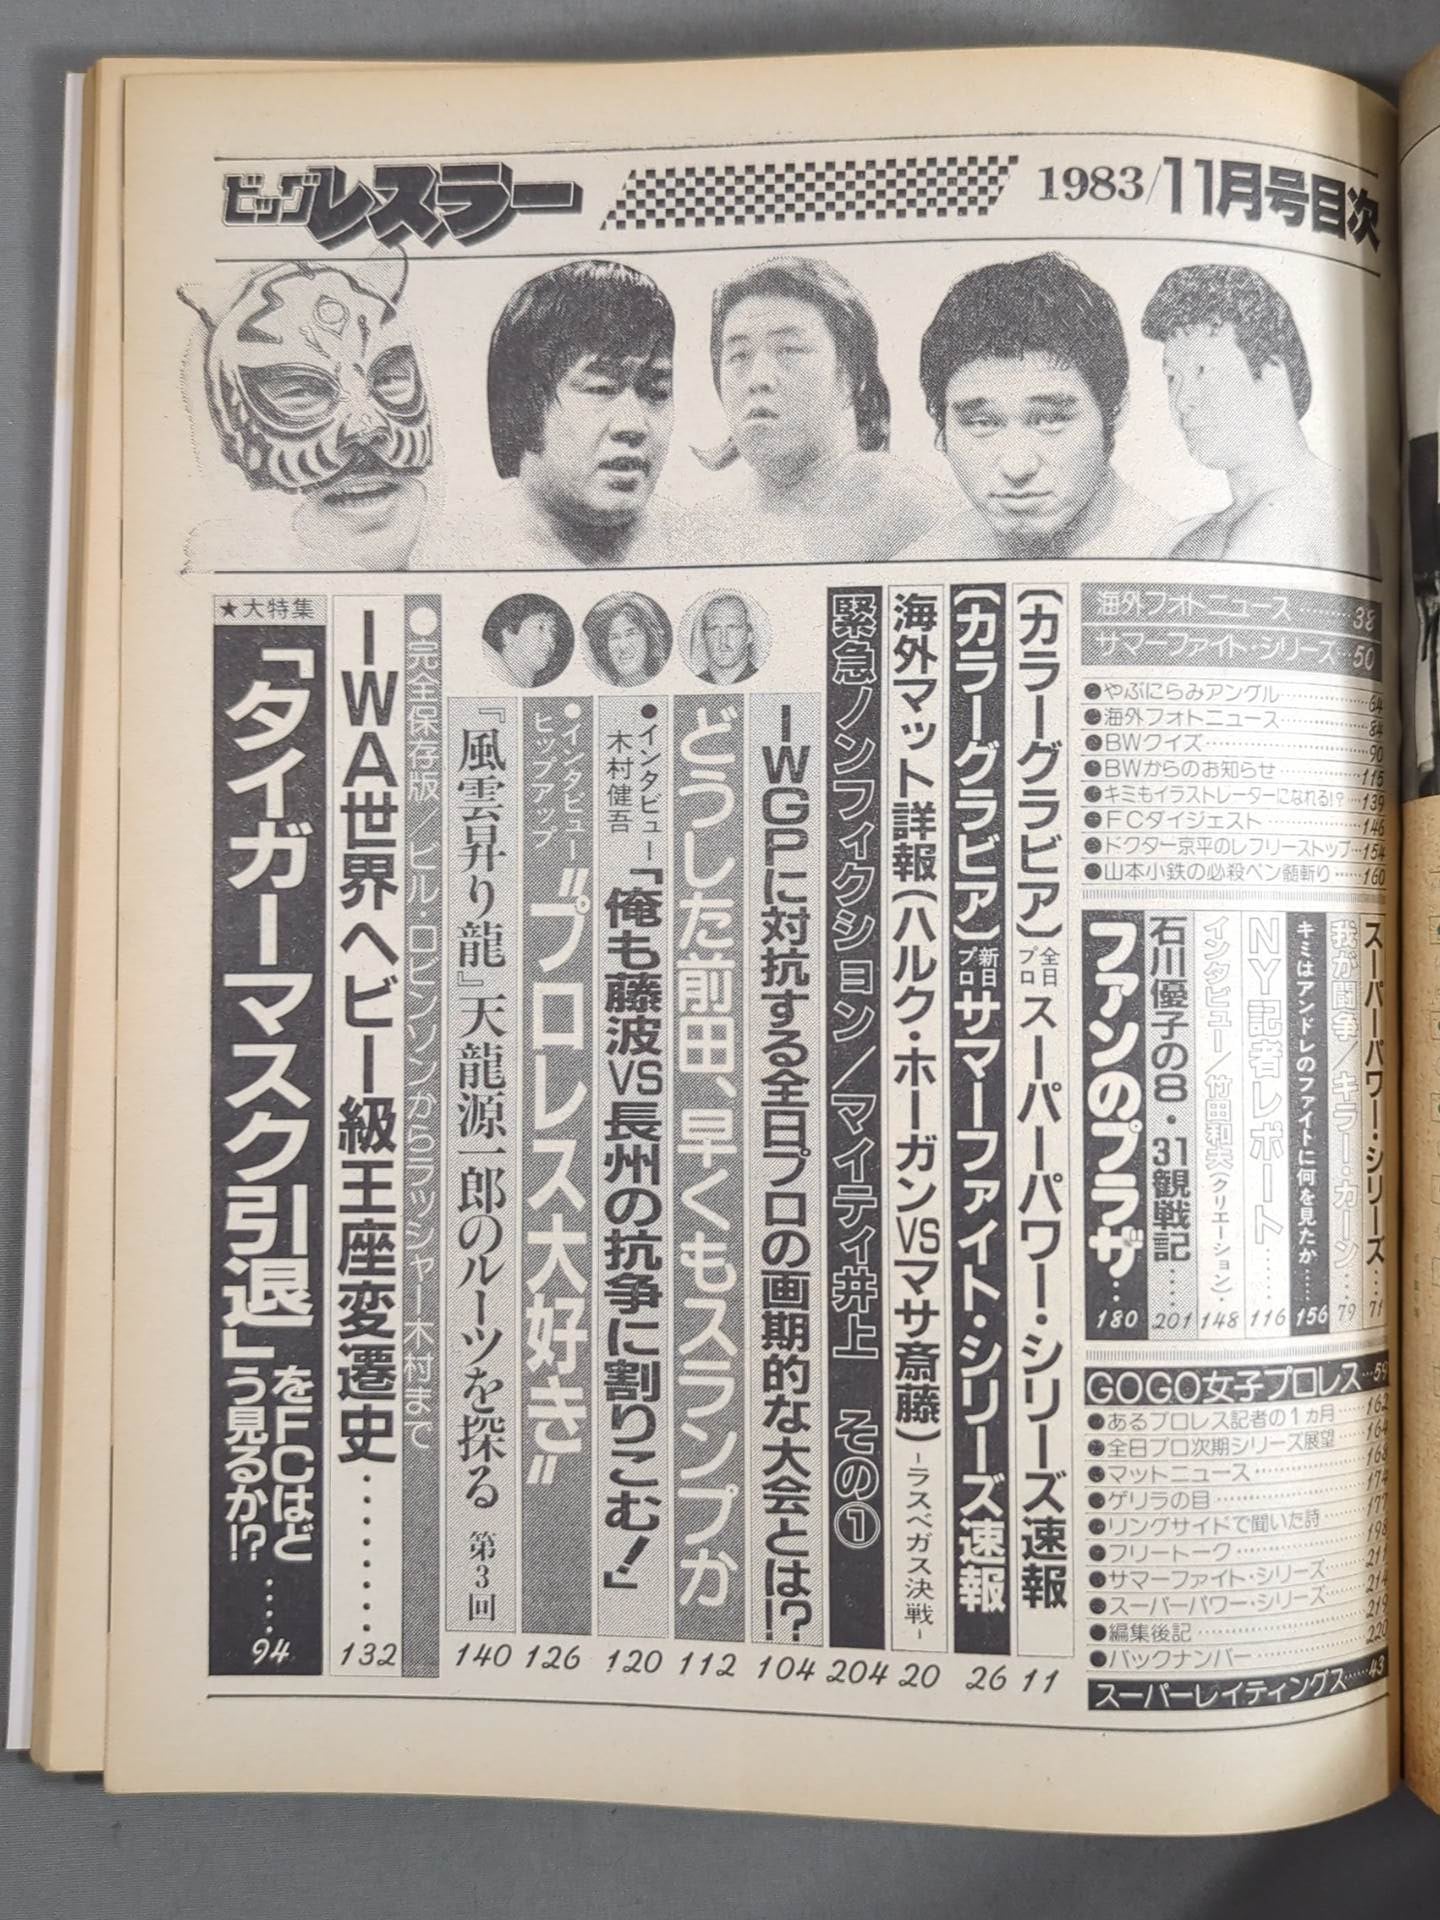 ビッグレスラー
1983/11月号目次
海外フォトニュース………38
サマーファイト・シリーズ…50
●やぶにらみアングル………64
●海外フォトニュース………84
●BWクイズ………90
●BWからのお知らせ………115
●キミもイラストレーターになれる!?…139
●FCダイジェスト………146
●ドクター京平のレフリーストップ…154
●山本小鉄の必殺ペン髄斬り……160
スーパーパワー・シリーズ…71
我が闘争/キラー・カーン…79
キミはアンドレのファイトに何を見たか……156
NY記者レポート……116
インタビュー/竹田和夫(クリエーション)…148
石川優子の8・31観戦記…201
ファンのプラザ…180
GOGO女子プロレス…59
●あるプロレス記者の1ヵ月……162
●全日プロ次期シリーズ展望……164
●マットニュース………168
●ゲリラの目………174
●リングサイドで聞いた詩………177
●フリートーク………198
●サマーファイト・シリーズ………211
●スーパーパワー・シリーズ………214
●編集後記………219
●バックナンバー………220
スーパーレイティングス……43
〔カラーグラビア〕全日プロ スーパーパワー・シリーズ速報 11
〔カラーグラビア〕新日プロ サマーファイト・シリーズ速報 26
海外マット詳報(ハルク・ホーガンVSマサ斎藤)-ラスベガス決戦- 20
緊急ノンフィクション/マイティ井上 その① 204
IWGPに対抗する全日プロの画期的な大会とは!? 104
どうした前田、早くもスランプか 112
●インタビュー 木村健吾「俺も藤波VS長州の抗争に割りこむ!」 120
●インタビュー ヒップアップ “プロレス大好き” 126
『風雲昇り龍』天龍源一郎のルーツを探る 第3回 140
●完全保存版/ビル・ロビンソンからラッシャー木村まで
IWA世界ヘビー級王座変遷史………132
★大特集
「タイガーマスク引退」をFCはどう見るか!?……94